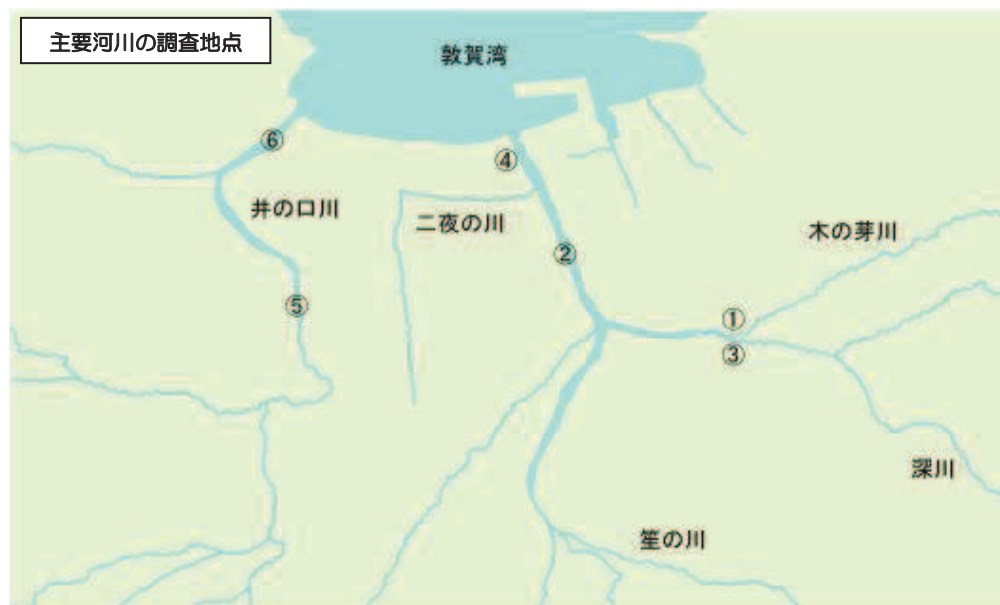 主要河川の調査地点
敦賀湾
⑥
④
井の口川
二夜の川
木の芽川
②
⑤
①
③
深川
笙の川